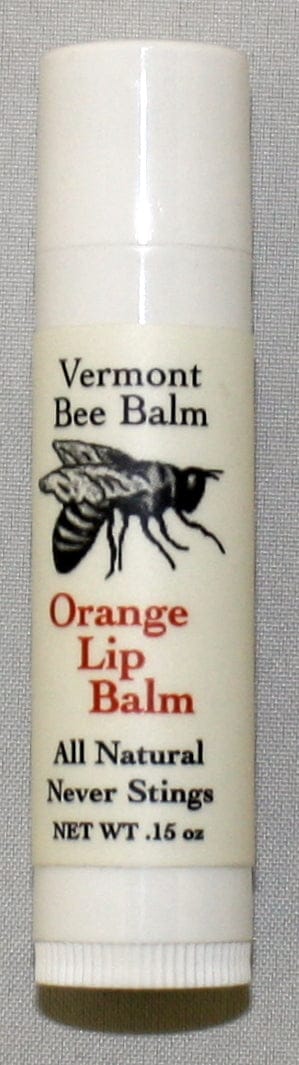 Vermont
Bee Balm
Orange
Lip
Balm
All Natural
Never Stings
NET WT .15 oz